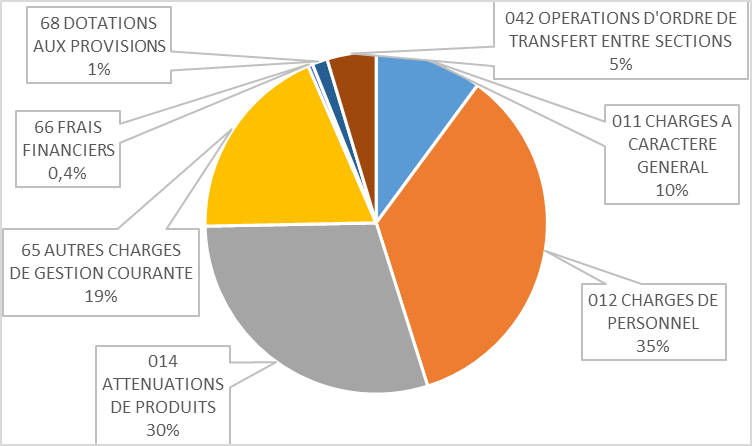 68 DOTATIONS
AUX PROVISIONS
1%
042 OPERATIONS D'ORDRE DE
TRANSFERT ENTRE SECTIONS
5%
011 CHARGES A
CARACTERE
GENERAL
10%
66 FRAIS
FINANCIERS
0,4%
65 AUTRES CHARGES
DE GESTION COURANTE
19%
012 CHARGES DE
PERSONNEL
35%
014
ATTENUATIONS
DE PRODUITS
30%